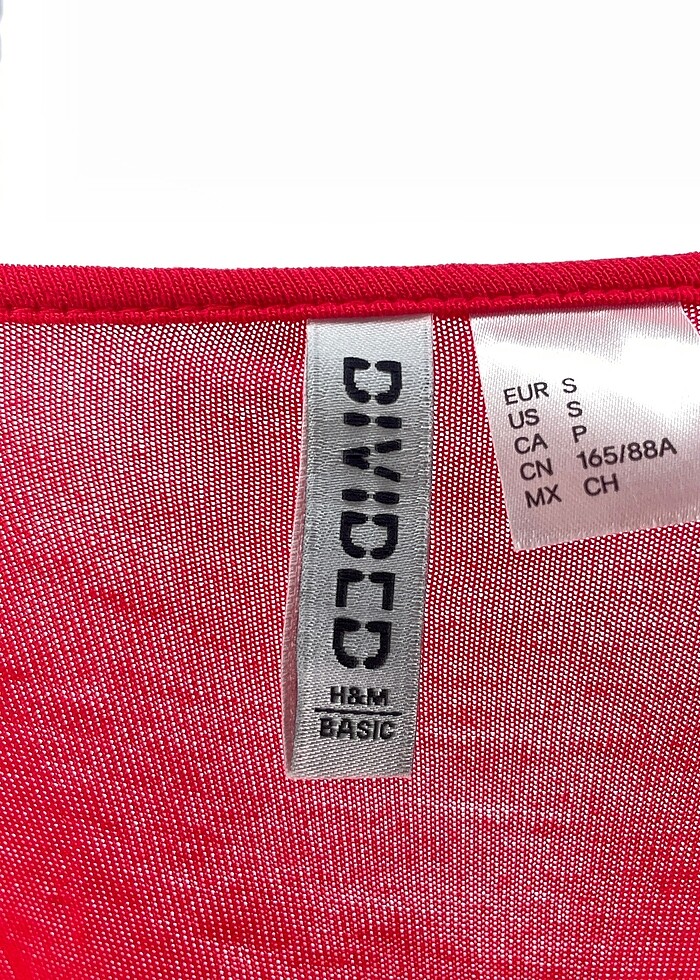 DIVIDED
H&M
BASIC
EUR S
US S
CA P
CN 165/88A
MX CH